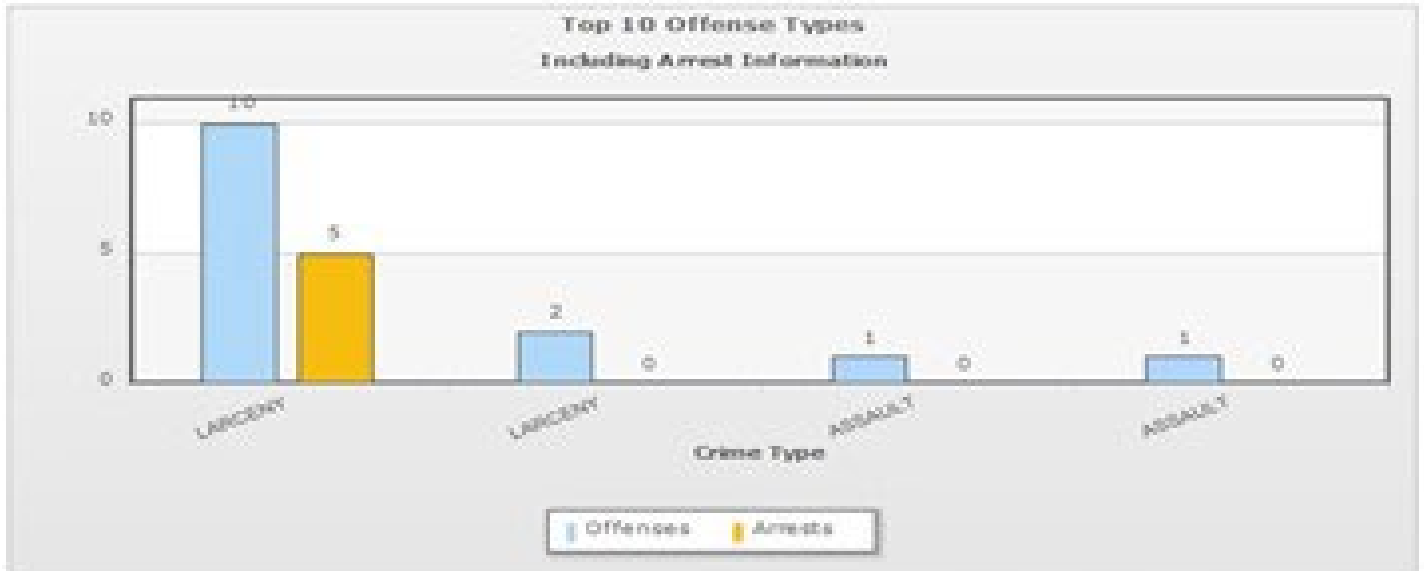 Top 10 Offense Types
Including Arrest Information
10
10
5
5
2
0
1
0
1
0
0
LARCENY
LARCENY
ASSAULT
ASSAULT
Crime Type
Offenses
Arrests